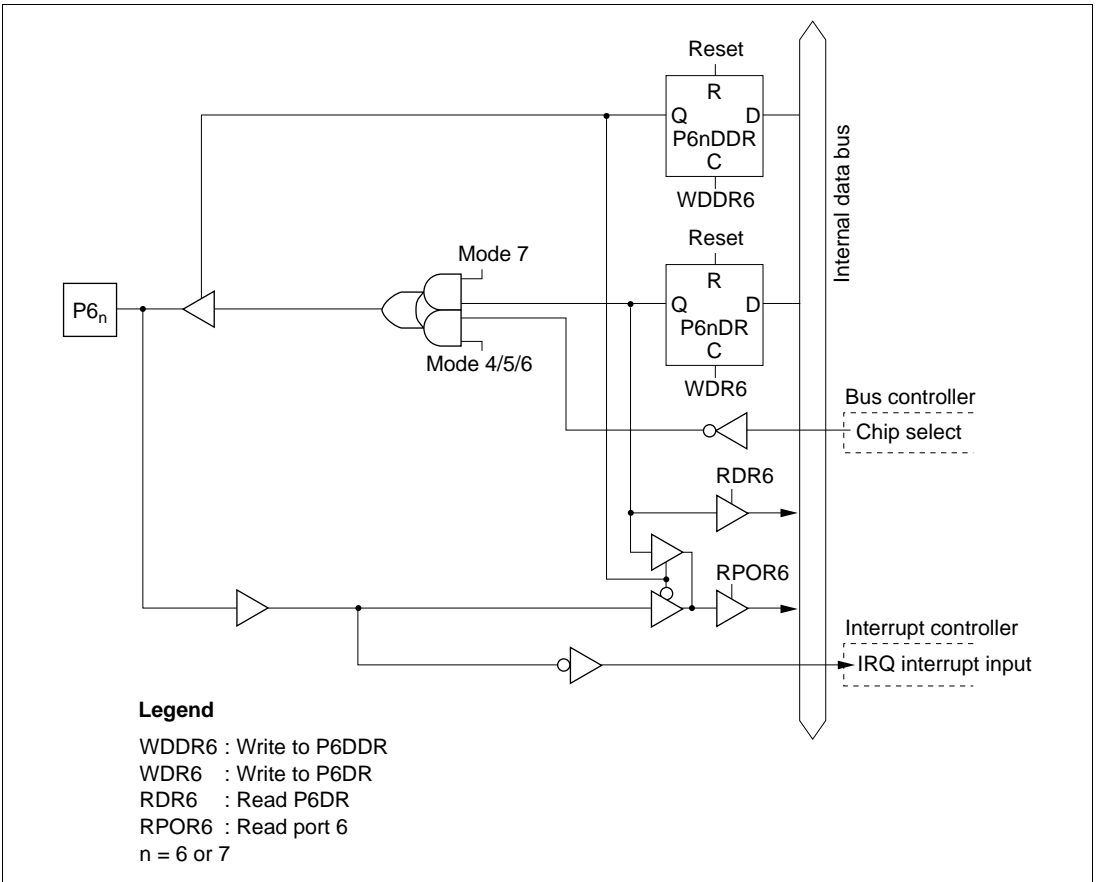 Reset
R
Q D
P6nDDR
C
WDDR6
Internal data bus
Mode 7
Reset
R
Q D
P6nDR
C
WDR6
P6n
Mode 4/5/6
Bus controller
Chip select
RDR6
RPOR6
Interrupt controller
IRQ interrupt input
Legend
WDDR6 : Write to P6DDR
WDR6 : Write to P6DR
RDR6 : Read P6DR
RPOR6 : Read port 6
n = 6 or 7